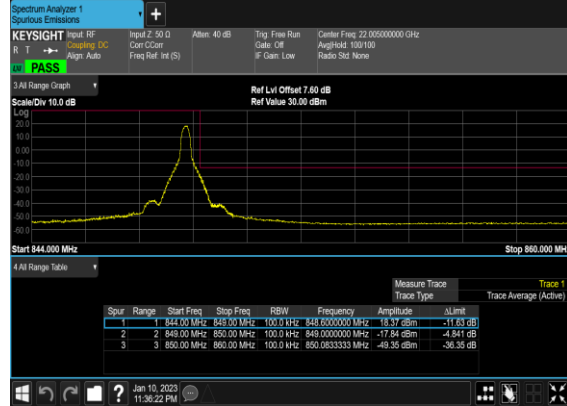 Spectrum Analyzer 1
Spurious Emissions
+
KEYSIGHT Input: RF Input Z: 50 Ω Atten: 40 dB Trig: Free Run Center Freq: 22.005000000 GHz
R T Coupling: DC Corr CCorr Gate: Off Avg|Hold: 100/100
Align: Auto Freq Ref: Int (S) IF Gain: Low Radio Std: None
LW PASS
3 All Range Graph
Ref Lvl Offset 7.60 dB
Scale/Div 10.0 dB Ref Value 30.00 dBm
Log
20.0
10.0
0.00
-10.0
-20.0
-30.0
-40.0
-50.0
-60.0
Start 844.000 MHz Stop 860.000 MH
4 All Range Table
Measure Trace Trace 1
Trace Type Trace Average (Active)
Spur Range Start Freq Stop Freq RBW Frequency Amplitude ΔLimit
1 1 844.00 MHz 849.00 MHz 100.0 kHz 848.6000000 MHz 18.37 dBm -11.63 dB
2 2 849.00 MHz 850.00 MHz 100.0 kHz 849.0000000 MHz -17.84 dBm -4.841 dB
3 3 850.00 MHz 860.00 MHz 100.0 kHz 850.0833333 MHz -49.35 dBm -36.35 dB
? Jan 10, 2023
11:36:22 PM